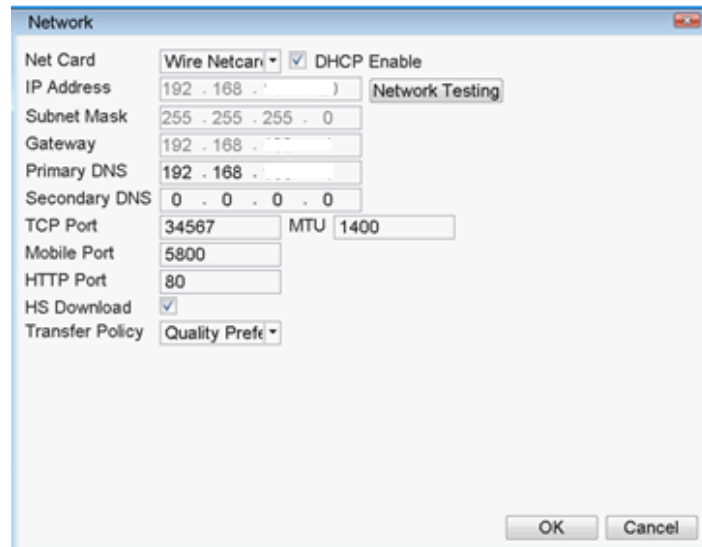 Network
Net Card Wire Netcar DHCP Enable
IP Address 192 . 168 . Network Testing
Subnet Mask 255 . 255 . 255 . 0
Gateway 192 . 168 .
Primary DNS 192 . 168 .
Secondary DNS 0 . 0 . 0 . 0
TCP Port 34567 MTU 1400
Mobile Port 5800
HTTP Port 80
HS Download
Transfer Policy Quality Prefe
OK Cancel